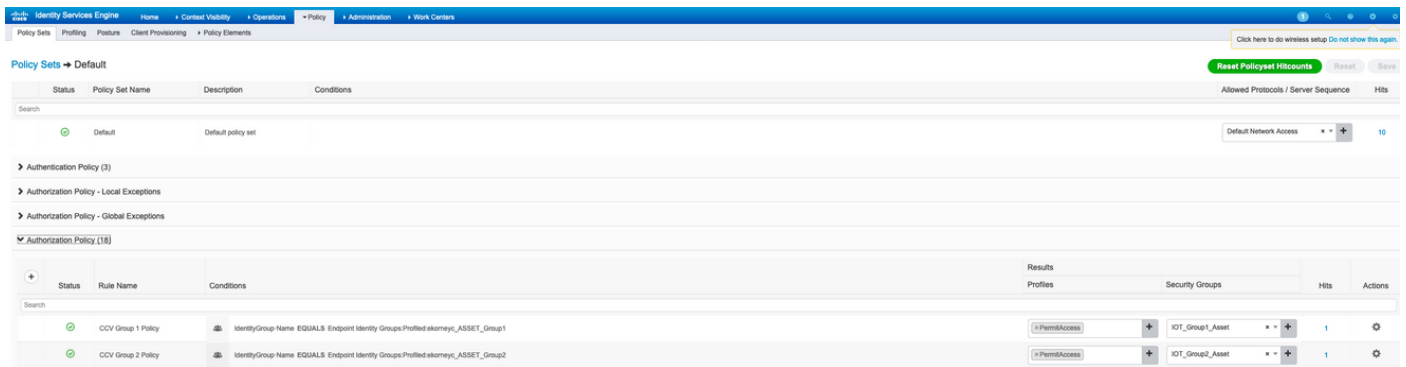 cisco Identity Services Engine Home Context Visibility Operations Policy Administration Work Centers 1
Policy Sets Profiling Posture Client Provisioning Policy Elements
Click here to do wireless setup Do not show this again.
Policy Sets → Default
Reset Policyset Hitcounts Reset Save
Status Policy Set Name Description Conditions Allowed Protocols / Server Sequence Hits
Search
Default Default policy set Default Network Access × + 10
Authentication Policy (3)
Authorization Policy - Local Exceptions
Authorization Policy - Global Exceptions
Authorization Policy (18)
Results
+ Status Rule Name Conditions Profiles Security Groups Hits Actions
Search
CCV Group 1 Policy IdentityGroup·Name EQUALS Endpoint Identity Groups:Profiled:ekorneyc_ASSET_Group1 ×PermitAccess + IOT_Group1_Asset × + 1
CCV Group 2 Policy IdentityGroup·Name EQUALS Endpoint Identity Groups:Profiled:ekorneyc_ASSET_Group2 ×PermitAccess + IOT_Group2_Asset × + 1